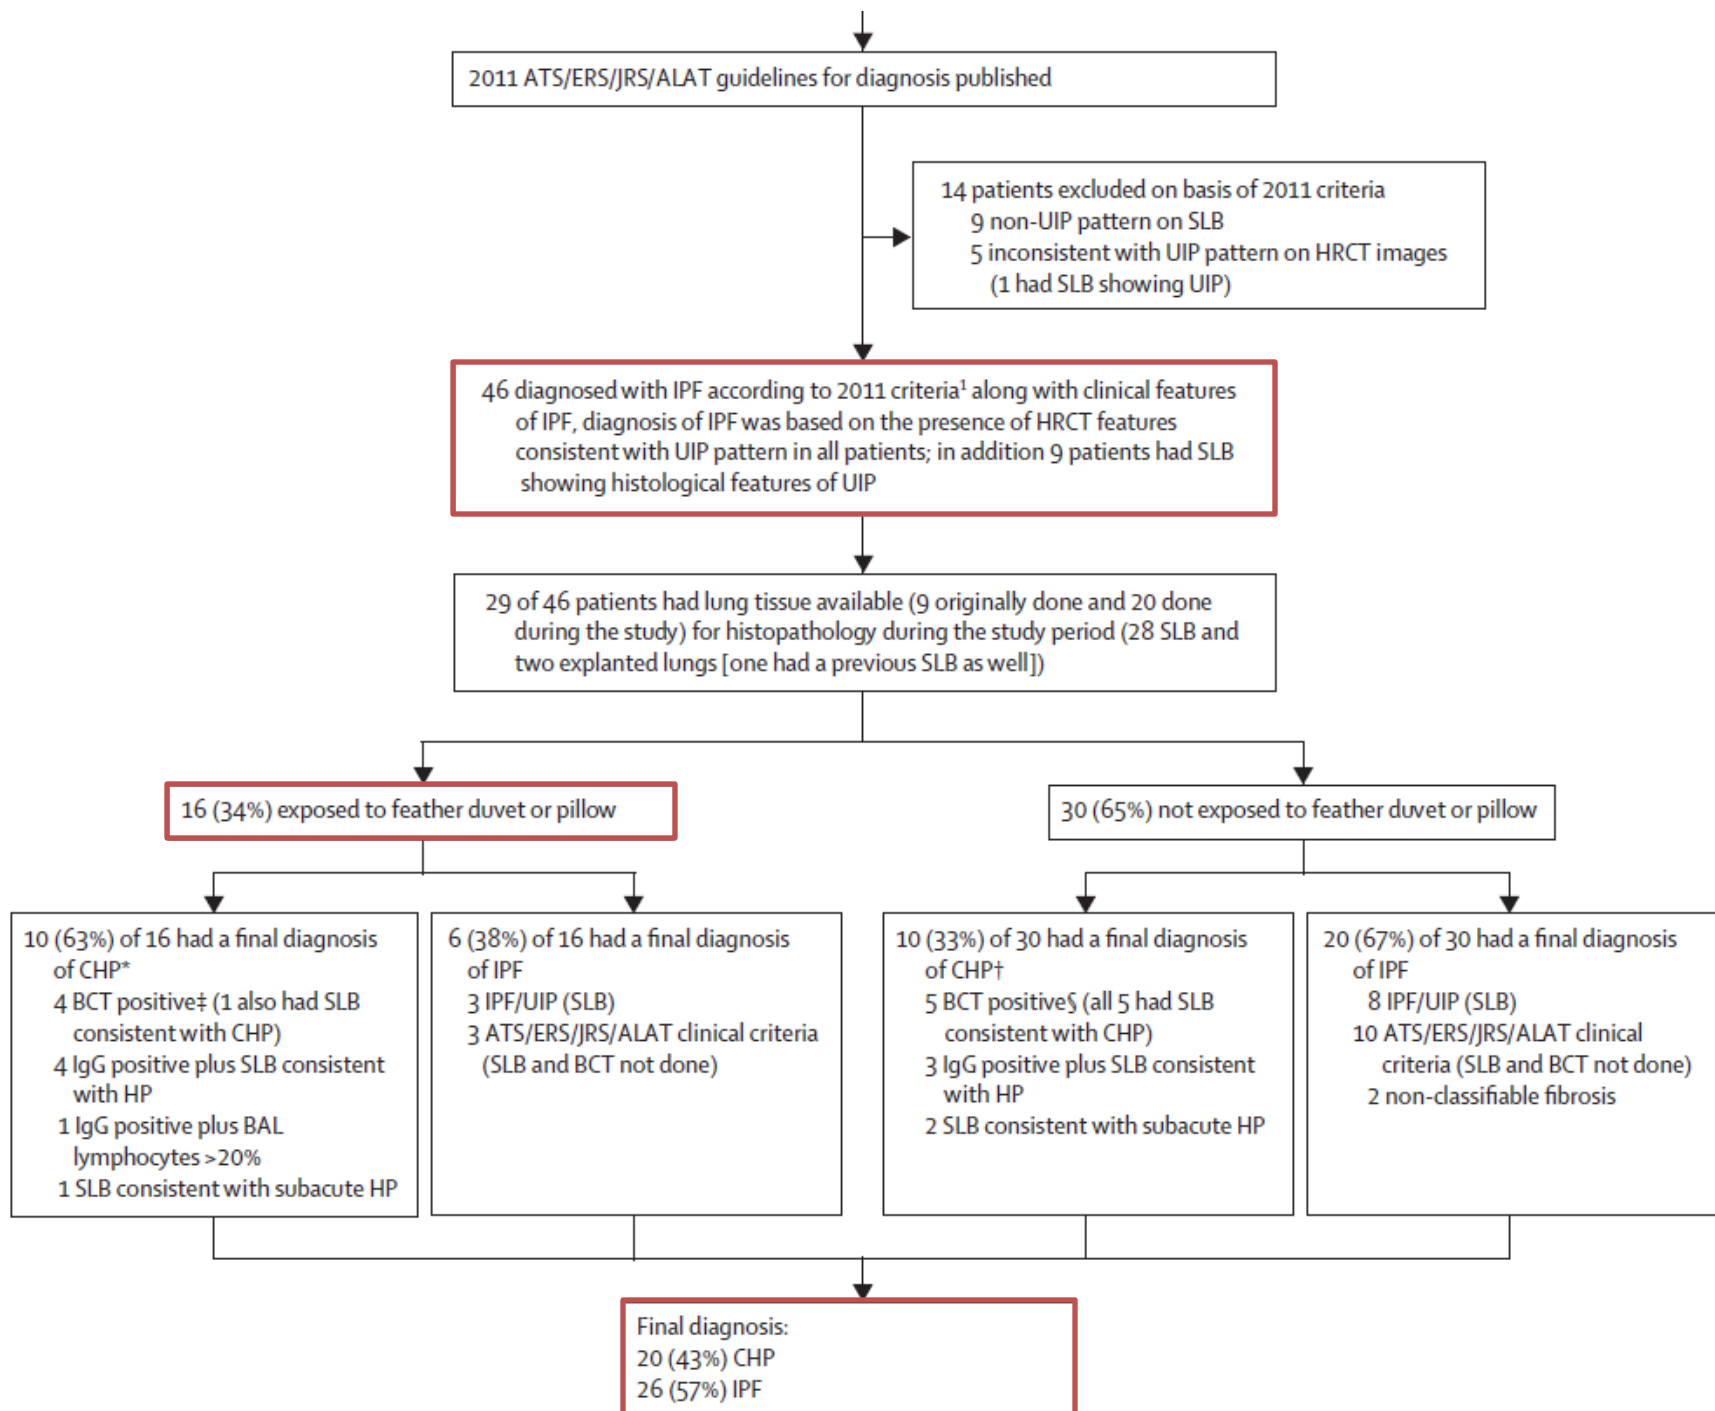 2011 ATS/ERS/JRS/ALAT guidelines for diagnosis published
14 patients excluded on basis of 2011 criteria
9 non-UIP pattern on SLB
5 inconsistent with UIP pattern on HRCT images
(1 had SLB showing UIP)
46 diagnosed with IPF according to 2011 criteria¹ along with clinical features
of IPF, diagnosis of IPF was based on the presence of HRCT features
consistent with UIP pattern in all patients; in addition 9 patients had SLB
showing histological features of UIP
29 of 46 patients had lung tissue available (9 originally done and 20 done
during the study) for histopathology during the study period (28 SLB and
two explanted lungs [one had a previous SLB as well])
16 (34%) exposed to feather duvet or pillow
30 (65%) not exposed to feather duvet or pillow
10 (63%) of 16 had a final diagnosis
of CHP*
4 BCT positive‡ (1 also had SLB
consistent with CHP)
4 IgG positive plus SLB consistent
with HP
1 IgG positive plus BAL
lymphocytes >20%
1 SLB consistent with subacute HP
6 (38%) of 16 had a final diagnosis
of IPF
3 IPF/UIP (SLB)
3 ATS/ERS/JRS/ALAT clinical criteria
(SLB and BCT not done)
10 (33%) of 30 had a final diagnosis
of CHP†
5 BCT positive§ (all 5 had SLB
consistent with CHP)
3 IgG positive plus SLB consistent
with HP
2 SLB consistent with subacute HP
20 (67%) of 30 had a final diagnosis
of IPF
8 IPF/UIP (SLB)
10 ATS/ERS/JRS/ALAT clinical
criteria (SLB and BCT not done)
2 non-classifiable fibrosis
Final diagnosis:
20 (43%) CHP
26 (57%) IPF